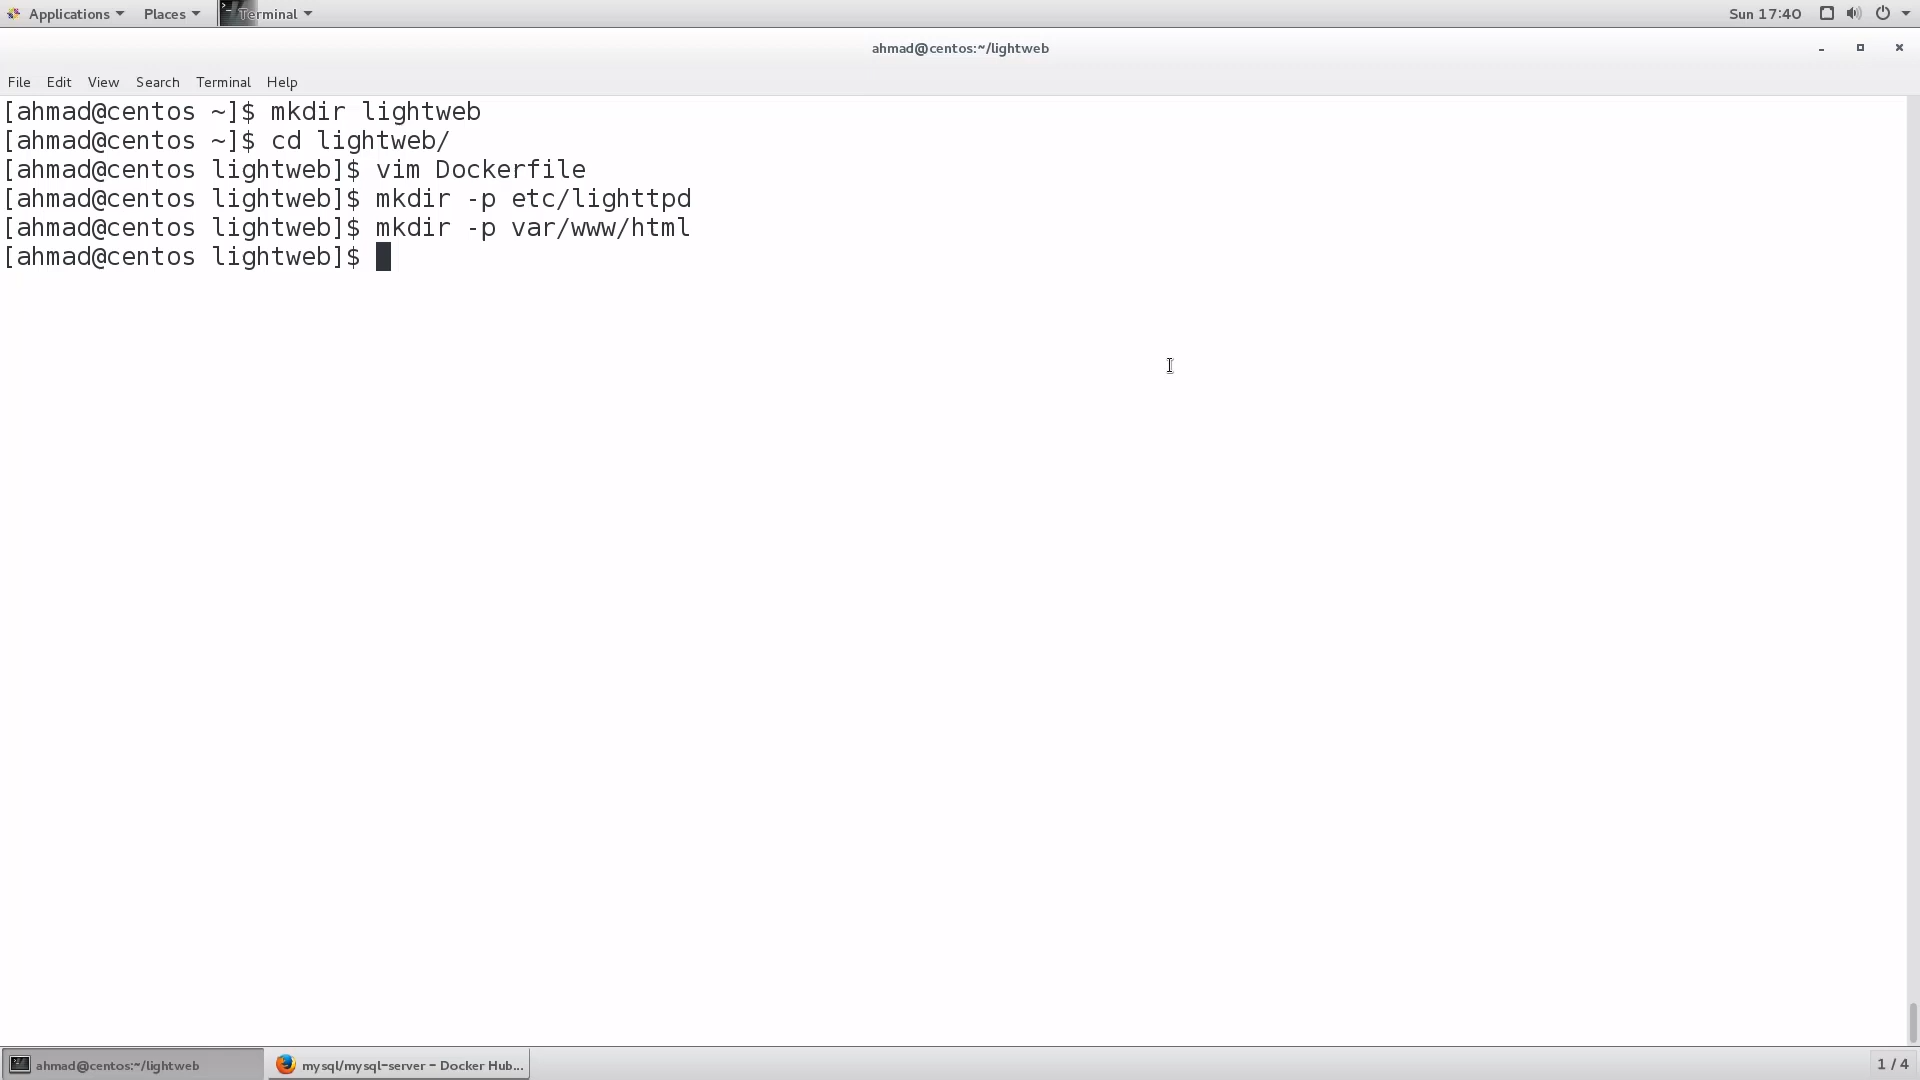 Applications Places Terminal Sun 17:40
ahmad@centos:~/lightweb
File Edit View Search Terminal Help
[ahmad@centos ~]$ mkdir lightweb
[ahmad@centos ~]$ cd lightweb/
[ahmad@centos lightweb]$ vim Dockerfile
[ahmad@centos lightweb]$ mkdir -p etc/lighttpd
[ahmad@centos lightweb]$ mkdir -p var/www/html
[ahmad@centos lightweb]$
ahmad@centos:~/lightweb mysql/mysql-server - Docker Hub... 1 / 4